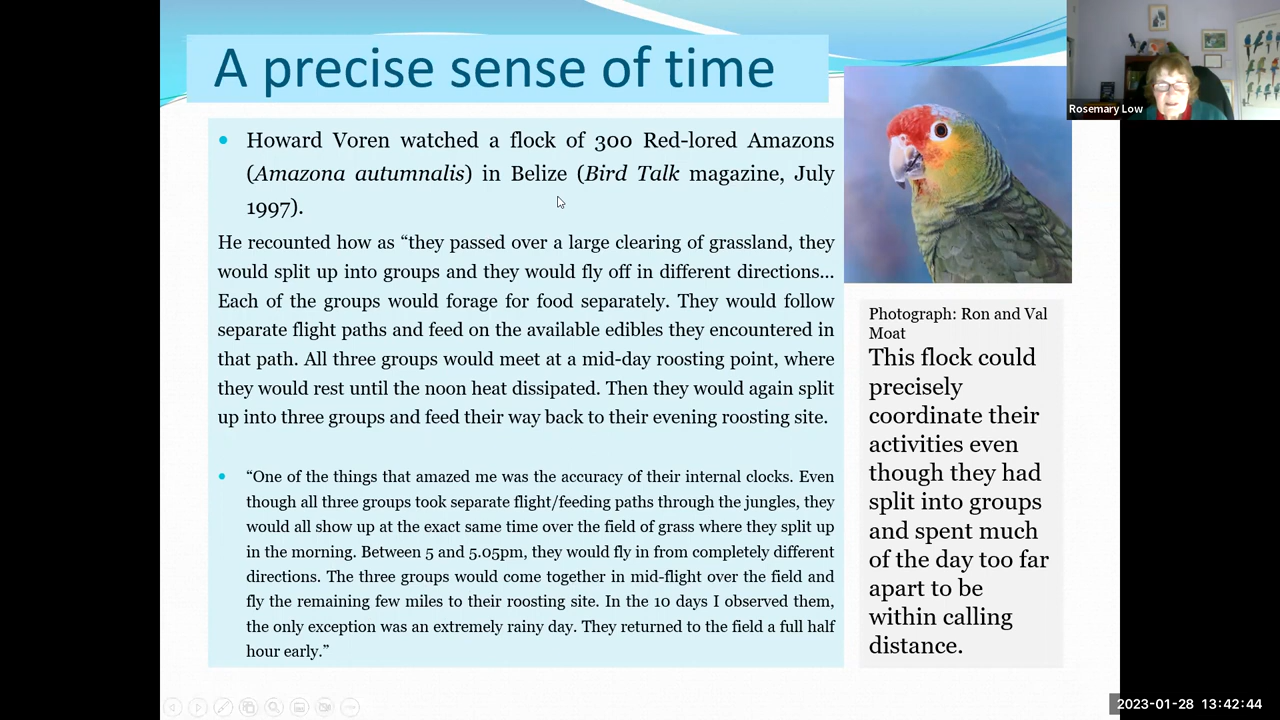 A precise sense of time
Rosemary Low
• Howard Voren watched a flock of 300 Red-lored Amazons
(Amazona autumnalis) in Belize (Bird Talk magazine, July
1997).
He recounted how as “they passed over a large clearing of grassland, they
would split up into groups and they would fly off in different directions...
Each of the groups would forage for food separately. They would follow
separate flight paths and feed on the available edibles they encountered in
that path. All three groups would meet at a mid-day roosting point, where
they would rest until the noon heat dissipated. Then they would again split
up into three groups and feed their way back to their evening roosting site.
• “One of the things that amazed me was the accuracy of their internal clocks. Even
though all three groups took separate flight/feeding paths through the jungles, they
would all show up at the exact same time over the field of grass where they split up
in the morning. Between 5 and 5.05pm, they would fly in from completely different
directions. The three groups would come together in mid-flight over the field and
fly the remaining few miles to their roosting site. In the 10 days I observed them,
the only exception was an extremely rainy day. They returned to the field a full half
hour early.”
Photograph: Ron and Val
Moat
This flock could
precisely
coordinate their
activities even
though they had
split into groups
and spent much
of the day too far
apart to be
within calling
distance.
2023-01-28 13:42:44